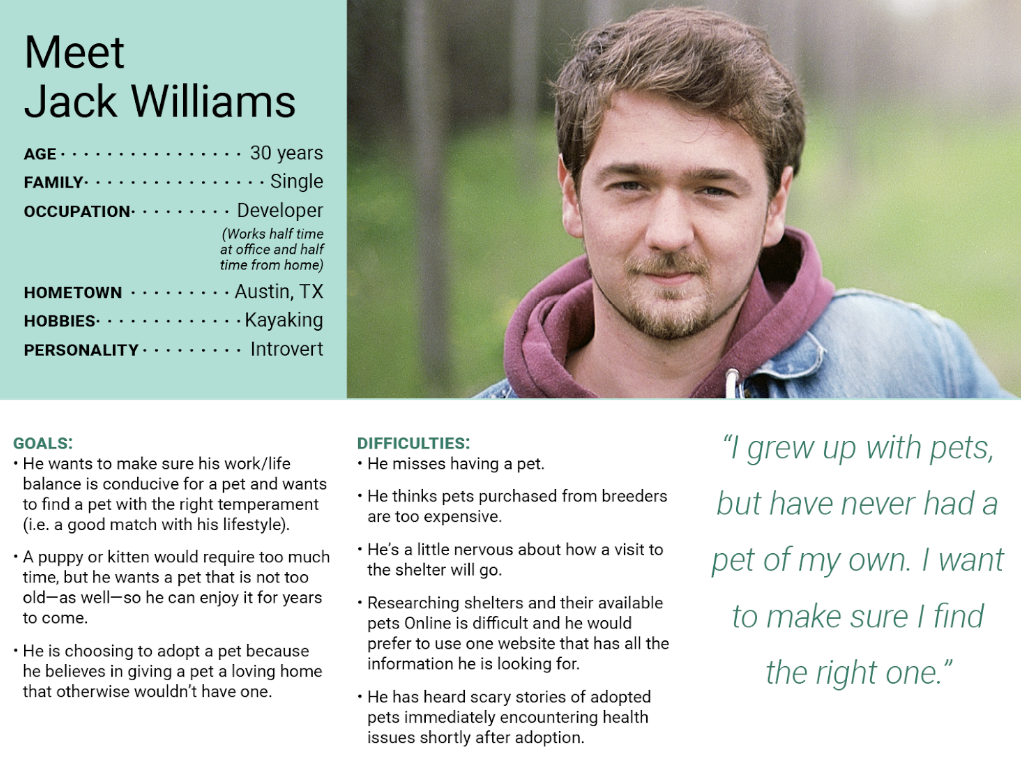 Meet
Jack Williams
AGE · · · · · · · · · · · · · · · · 30 years
FAMILY · · · · · · · · · · · · · · · · Single
OCCUPATION · · · · · · · · · Developer
(Works half time
at office and half
time from home)
HOMETOWN · · · · · · · · · Austin, TX
HOBBIES · · · · · · · · · · · · · Kayaking
PERSONALITY · · · · · · · · · Introvert
GOALS:
• He wants to make sure his work/life
balance is conducive for a pet and wants
to find a pet with the right temperament
(i.e. a good match with his lifestyle).
• A puppy or kitten would require too much
time, but he wants a pet that is not too
old—as well—so he can enjoy it for years
to come.
• He is choosing to adopt a pet because
he believes in giving a pet a loving home
that otherwise wouldn't have one.
DIFFICULTIES:
• He misses having a pet.
• He thinks pets purchased from breeders
are too expensive.
• He's a little nervous about how a visit to
the shelter will go.
• Researching shelters and their available
pets Online is difficult and he would
prefer to use one website that has all the
information he is looking for.
• He has heard scary stories of adopted
pets immediately encountering health
issues shortly after adoption.
“I grew up with pets,
but have never had a
pet of my own. I want
to make sure I find
the right one.”